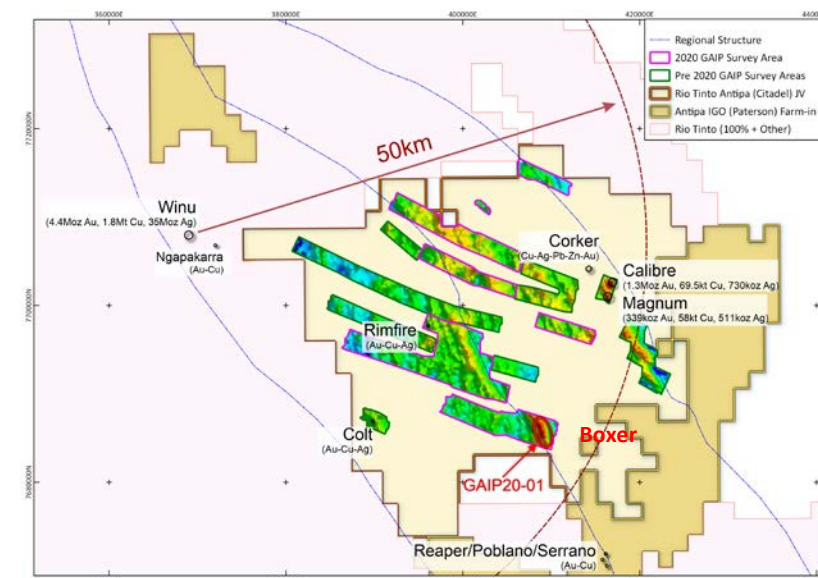 360000E 380000E 400000E 420000E 440
Regional Structure
2020 GAIP Survey Area
Pre 2020 GAIP Survey Areas
Rio Tinto Antipa (Citadel) JV
Antipa IGO (Paterson) Farm-in
Rio Tinto (100% + Other)
7720000N
50km
Winu
(4.4Moz Au, 1.8Mt Cu, 35Moz Ag)
Ngapakarra
(Au-Cu)
Corker
(Cu-Ag-Pb-Zn-Au)
Calibre
(1.3Moz Au, 69.5kt Cu, 730koz Ag)
Magnum
(339koz Au, 58kt Cu, 511koz Ag)
7700000N
Rimfire
(Au-Cu-Ag)
Colt
(Au-Cu-Ag)
Boxer
GAIP20-01
7680000N
Reaper/Poblano/Serrano
(Au-Cu)